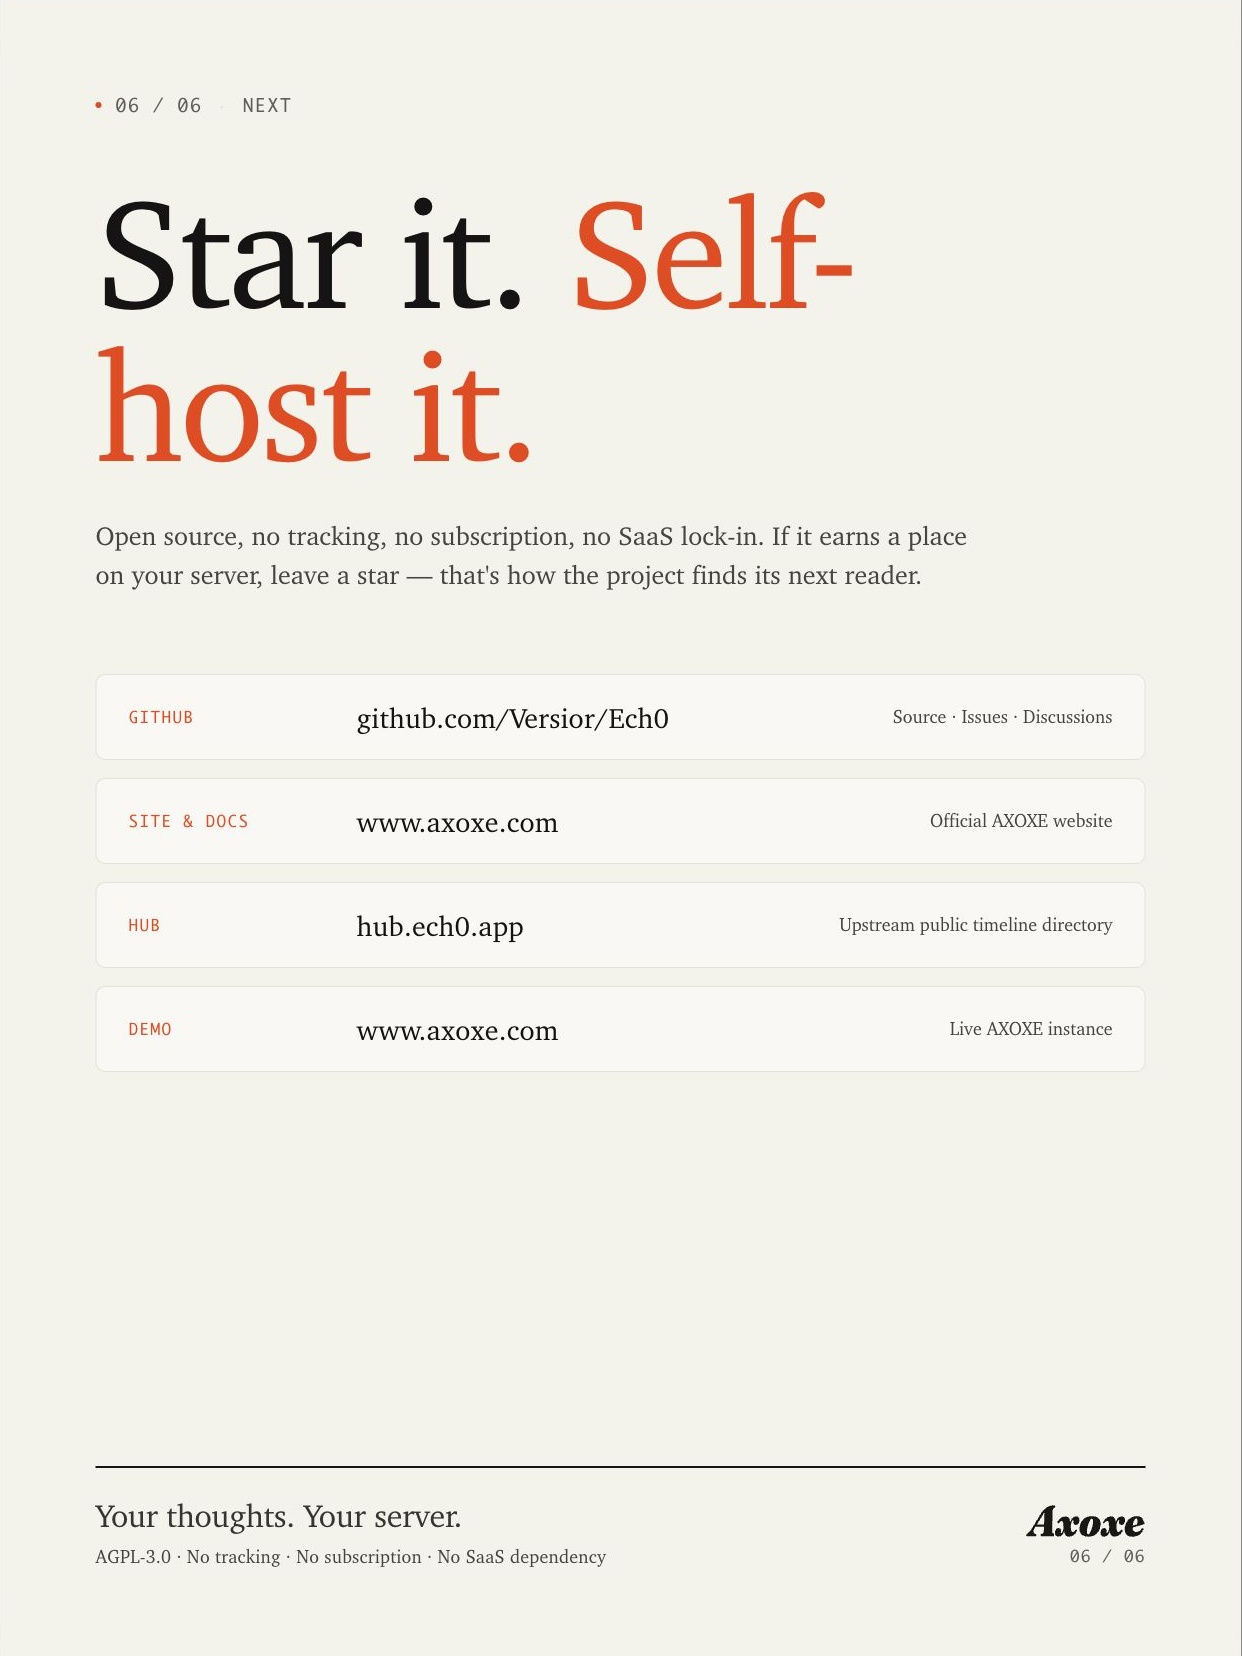 • 06 / 06 · NEXT
Star it. Self-
host it.
Open source, no tracking, no subscription, no SaaS lock-in. If it earns a place
on your server, leave a star — that's how the project finds its next reader.
GITHUB github.com/Versior/Ech0 Source · Issues · Discussions
SITE & DOCS www.axoxe.com Official AXOXE website
HUB hub.ech0.app Upstream public timeline directory
DEMO www.axoxe.com Live AXOXE instance
Your thoughts. Your server.
AGPL-3.0 · No tracking · No subscription · No SaaS dependency
Axoxe
06 / 06